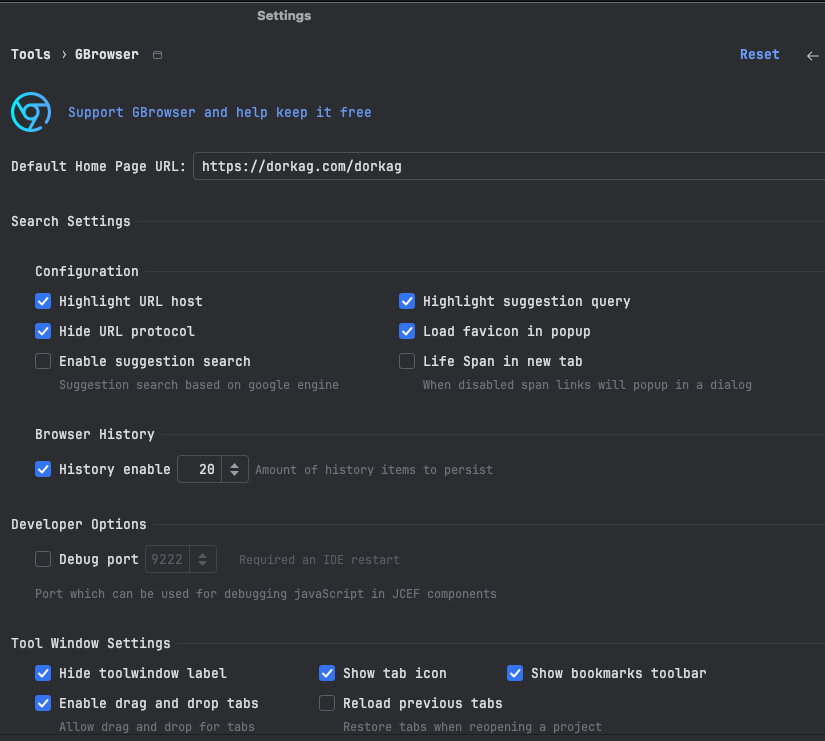 Settings
Tools › GBrowser
Reset
Support GBrowser and help keep it free
Default Home Page URL: https://dorkag.com/dorkag
Search Settings
Configuration
Highlight URL host
Highlight suggestion query
Hide URL protocol
Load favicon in popup
Enable suggestion search
Life Span in new tab
Suggestion search based on google engine
When disabled span links will popup in a dialog
Browser History
History enable 20 Amount of history items to persist
Developer Options
Debug port 9222 Required an IDE restart
Port which can be used for debugging javaScript in JCEF components
Tool Window Settings
Hide toolwindow label
Show tab icon
Show bookmarks toolbar
Enable drag and drop tabs
Reload previous tabs
Allow drag and drop for tabs
Restore tabs when reopening a project